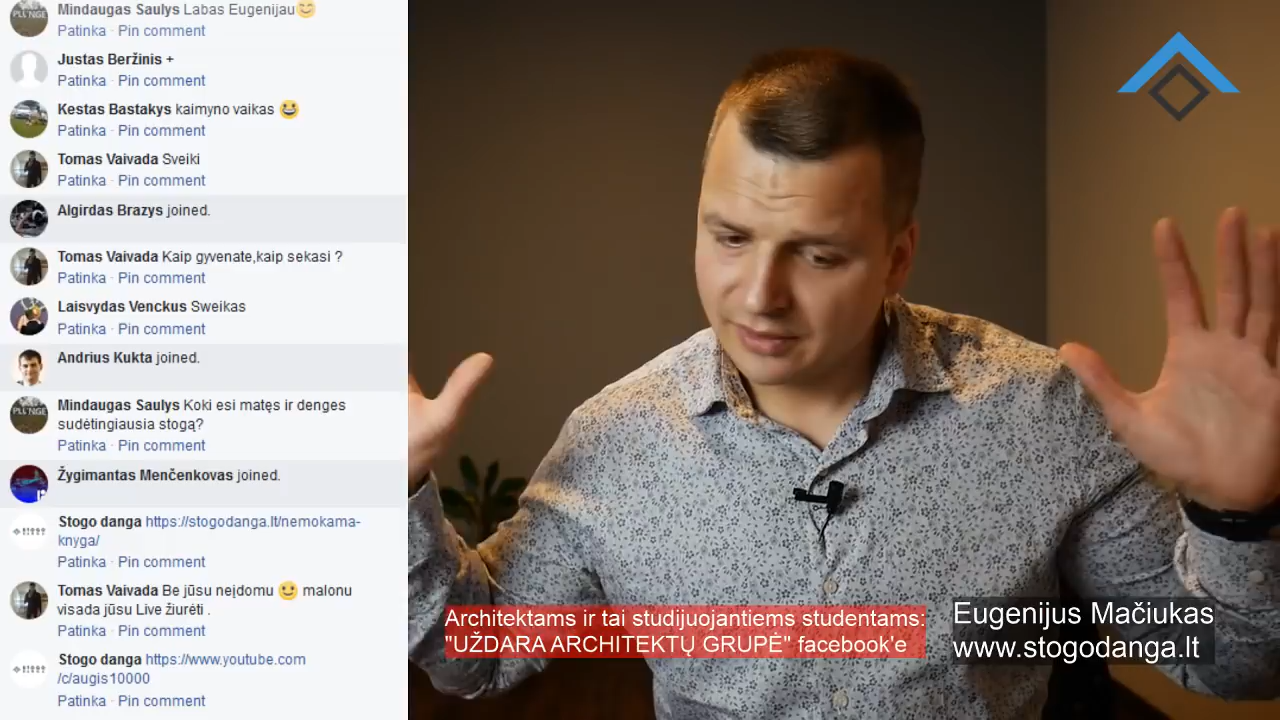 Mindaugas Saulys Labas Eugenijau
Patinka · Pin comment
Justas Beržinis +
Patinka · Pin comment
Kestas Bastakys kaimyno vaikas
Patinka · Pin comment
Tomas Vaivada Sveiki
Patinka · Pin comment
Algirdas Brazys joined.
Tomas Vaivada Kaip gyvenate,kaip sekasi ?
Patinka · Pin comment
Laisvydas Venckus Sweikas
Patinka · Pin comment
Andrius Kukta joined.
Mindaugas Saulys Koki esi matęs ir denges
sudėtingiausia stogą?
Patinka · Pin comment
Žygimantas Menčenkovas joined.
Stogo danga https://stogodanga.lt/nemokama-
knyga/
Patinka · Pin comment
Tomas Vaivada Be jūsu neįdomu malonu
visada jūsu Live žiurėti .
Patinka · Pin comment
Stogo danga https://www.youtube.com
/c/augis10000
Patinka · Pin comment
Architektams ir tai studijuojantiems studentams:
"UŽDARA ARCHITEKTŲ GRUPĖ" facebook'e
Eugenijus Mačiukas
www.stogodanga.lt